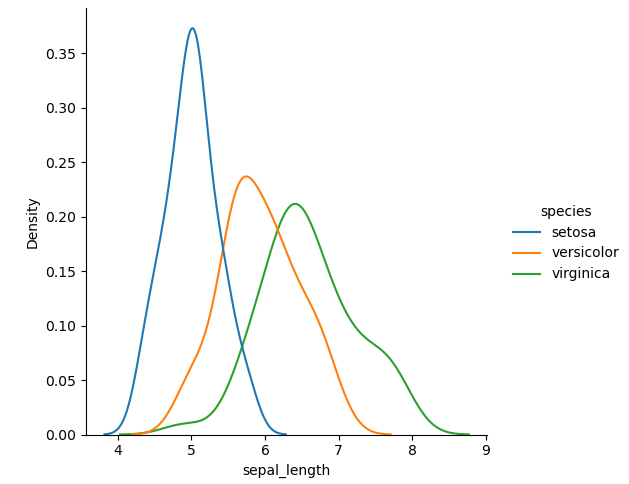 0.35
0.30
0.25
0.20
0.15
0.10
0.05
0.00
Density
4 5 6 7 8 9
sepal_length
species
setosa
versicolor
virginica